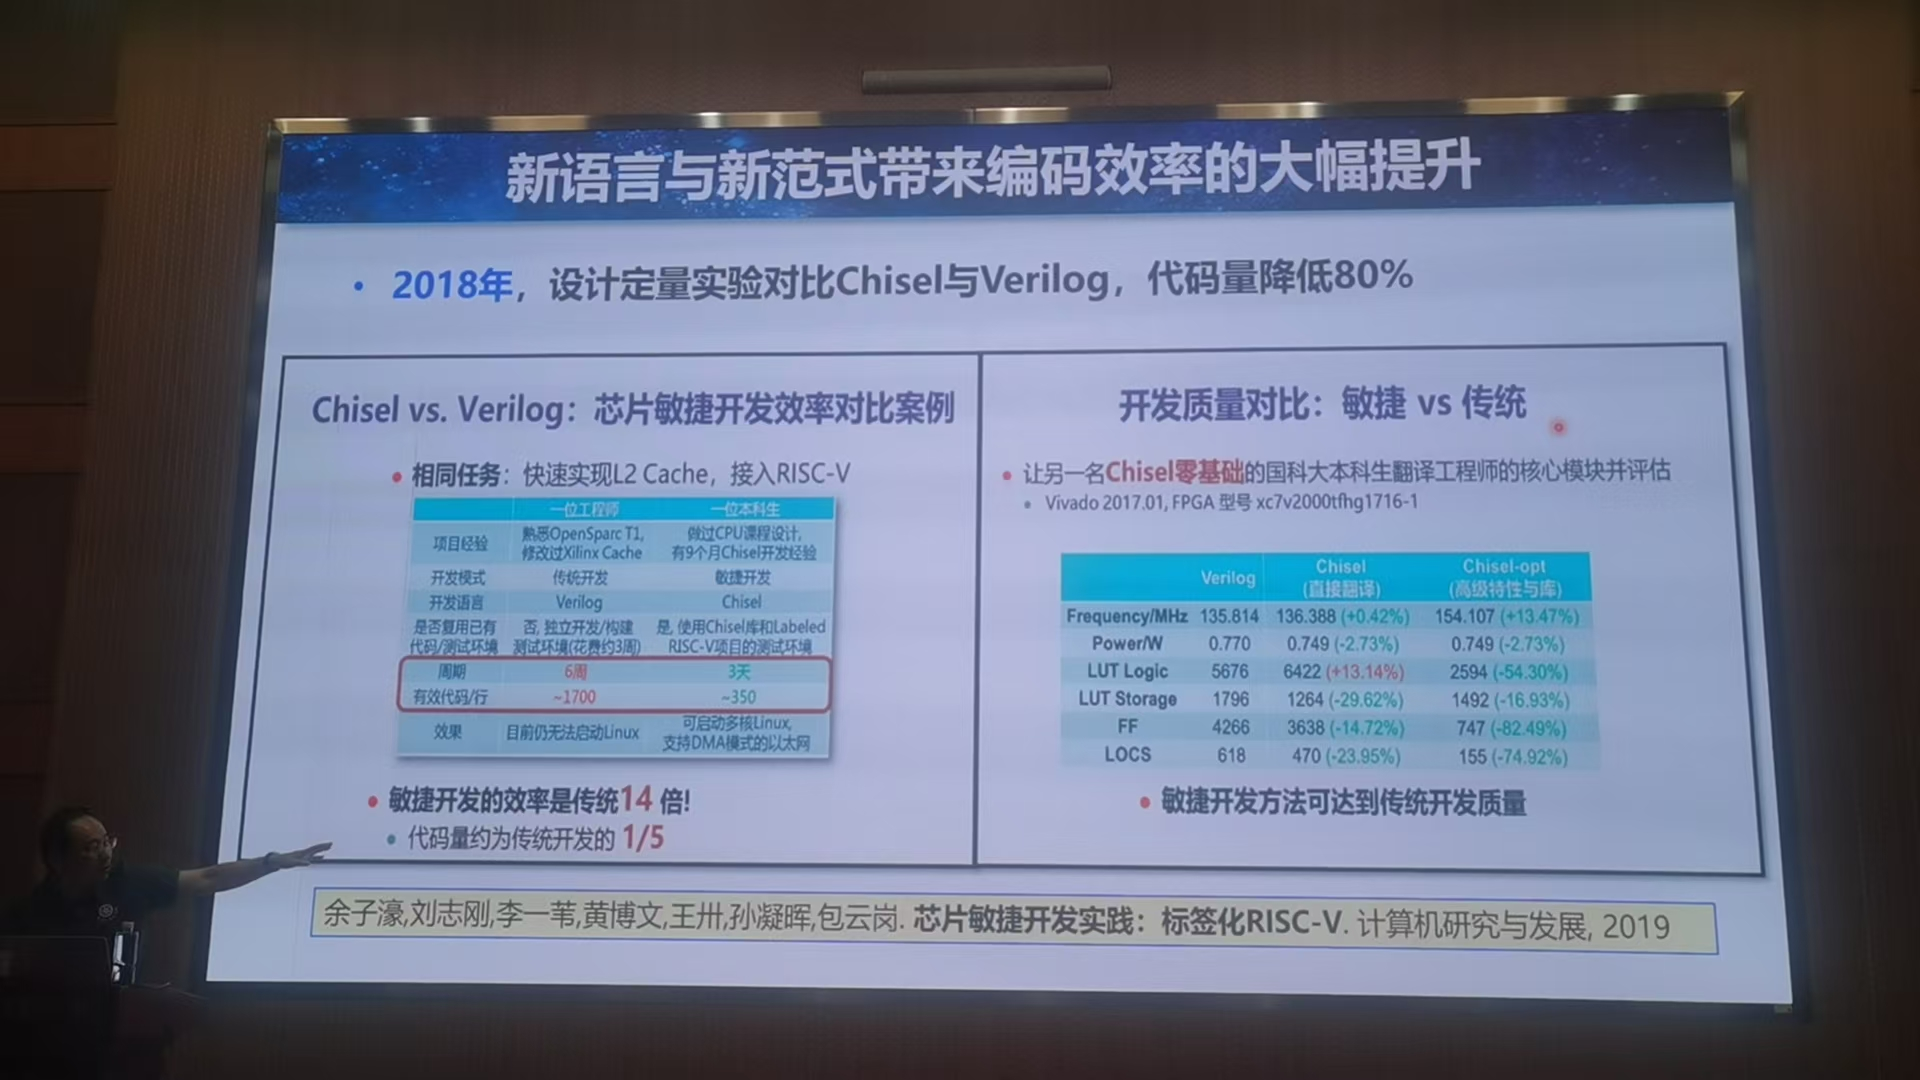 新语言与新范式带来编码效率的大幅提升
• 2018年，设计定量实验对比Chisel与Verilog，代码量降低80%
Chisel vs. Verilog：芯片敏捷开发效率对比案例
• 相同任务：快速实现L2 Cache，接入RISC-V
一位工程师 一位本科生
项目经验 熟悉OpenSparc T1, 修改过Xilinx Cache 做过CPU课程设计, 有9个月Chisel开发经验
开发模式 传统开发 敏捷开发
开发语言 Verilog Chisel
是否复用已有代码/测试环境 否, 独立开发/构建测试环境(花费约3周) 是, 使用Chisel库和Labeled RISC-V项目的测试环境
周期 6周 3天
有效代码/行 ~1700 ~350
效果 目前仍无法启动Linux 可启动多核Linux, 支持DMA模式的以太网
• 敏捷开发的效率是传统14 倍!
• 代码量约为传统开发的 1/5
开发质量对比：敏捷 vs 传统
• 让另一名Chisel零基础的国科大本科生翻译工程师的核心模块并评估
• Vivado 2017.01, FPGA 型号 xc7v2000tfhg1716-1
Verilog Chisel (直接翻译) Chisel-opt (高级特性与库)
Frequency/MHz 135.814 136.388 (+0.42%) 154.107 (+13.47%)
Power/W 0.770 0.749 (-2.73%) 0.749 (-2.73%)
LUT Logic 5676 6422 (+13.14%) 2594 (-54.30%)
LUT Storage 1796 1264 (-29.62%) 1492 (-16.93%)
FF 4266 3638 (-14.72%) 747 (-82.49%)
LOCS 618 470 (-23.95%) 155 (-74.92%)
• 敏捷开发方法可达到传统开发质量
余子濠,刘志刚,李一苇,黄博文,王卅,孙凝晖,包云岗. 芯片敏捷开发实践：标签化RISC-V. 计算机研究与发展, 2019